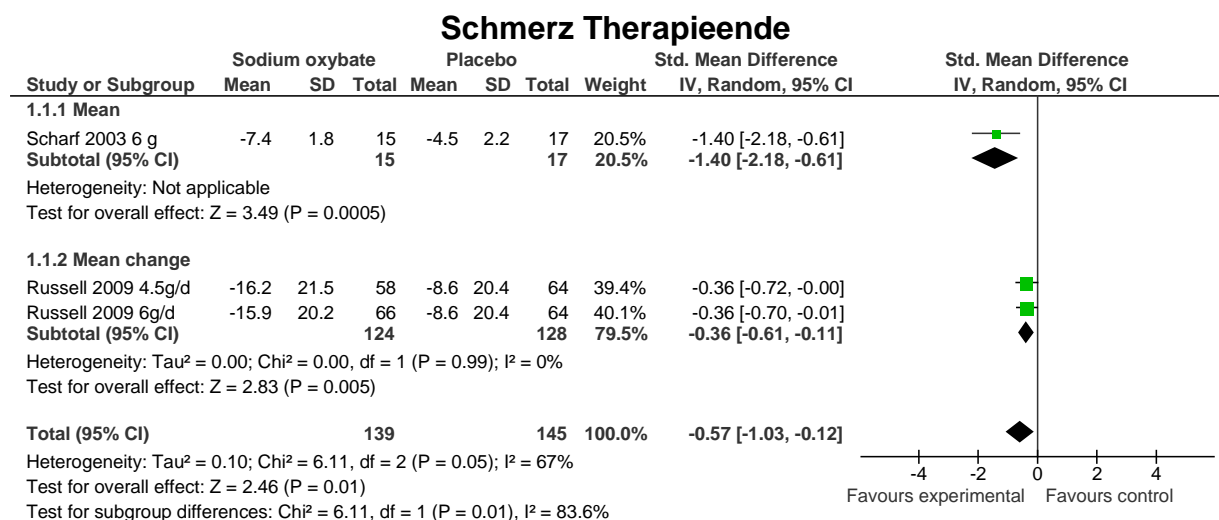 Schmerz Therapieende
Sodium oxybate Placebo Std. Mean Difference Std. Mean Difference
Study or Subgroup Mean SD Total Mean SD Total Weight IV, Random, 95% CI IV, Random, 95% CI
1.1.1 Mean
Scharf 2003 6 g -7.4 1.8 15 -4.5 2.2 17 20.5% -1.40 [-2.18, -0.61]
Subtotal (95% CI) 15 17 20.5% -1.40 [-2.18, -0.61]
Heterogeneity: Not applicable
Test for overall effect: Z = 3.49 (P = 0.0005)
1.1.2 Mean change
Russell 2009 4.5g/d -16.2 21.5 58 -8.6 20.4 64 39.4% -0.36 [-0.72, -0.00]
Russell 2009 6g/d -15.9 20.2 66 -8.6 20.4 64 40.1% -0.36 [-0.70, -0.01]
Subtotal (95% CI) 124 128 79.5% -0.36 [-0.61, -0.11]
Heterogeneity: Tau² = 0.00; Chi² = 0.00, df = 1 (P = 0.99); I² = 0%
Test for overall effect: Z = 2.83 (P = 0.005)
Total (95% CI) 139 145 100.0% -0.57 [-1.03, -0.12]
Heterogeneity: Tau² = 0.10; Chi² = 6.11, df = 2 (P = 0.05); I² = 67%
Test for overall effect: Z = 2.46 (P = 0.01)
Test for subgroup differences: Chi² = 6.11, df = 1 (P = 0.01), I² = 83.6%
-4 -2 0 2 4
Favours experimental Favours control